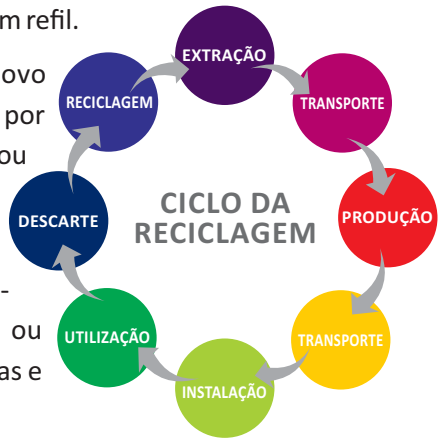 m refil.
ovo
por
ou
-
ou
as e
EXTRAÇÃO
TRANSPORTE
PRODUÇÃO
TRANSPORTE
INSTALAÇÃO
UTILIZAÇÃO
DESCARTE
RECICLAGEM
CICLO DA
RECICLAGEM